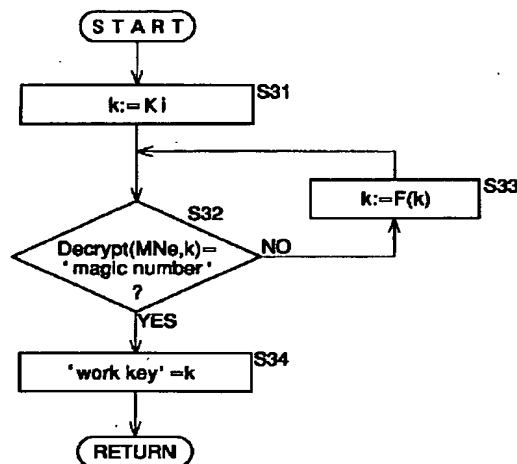 START
S31
k:=Ki
S33
k:=F(k)
S32
Decrypt(MNe,k)=
'magic number'
?
NO
YES
S34
'work key'=k
RETURN